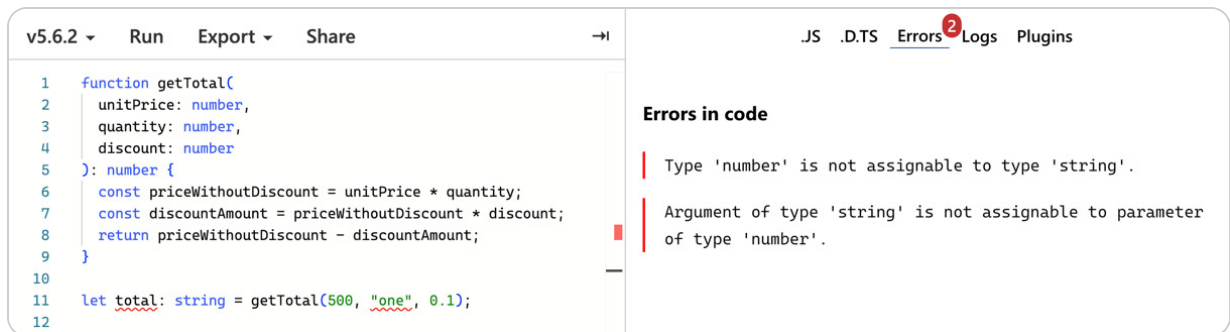 v5.6.2 Run Export Share
.JS .D.TS Errors 2 Logs Plugins
1 function getTotal(
2 unitPrice: number,
3 quantity: number,
4 discount: number
5 ): number {
6 const priceWithoutDiscount = unitPrice * quantity;
7 const discountAmount = priceWithoutDiscount * discount;
8 return priceWithoutDiscount - discountAmount;
9 }
10
11 let total: string = getTotal(500, "one", 0.1);
12
Errors in code
Type 'number' is not assignable to type 'string'.
Argument of type 'string' is not assignable to parameter
of type 'number'.